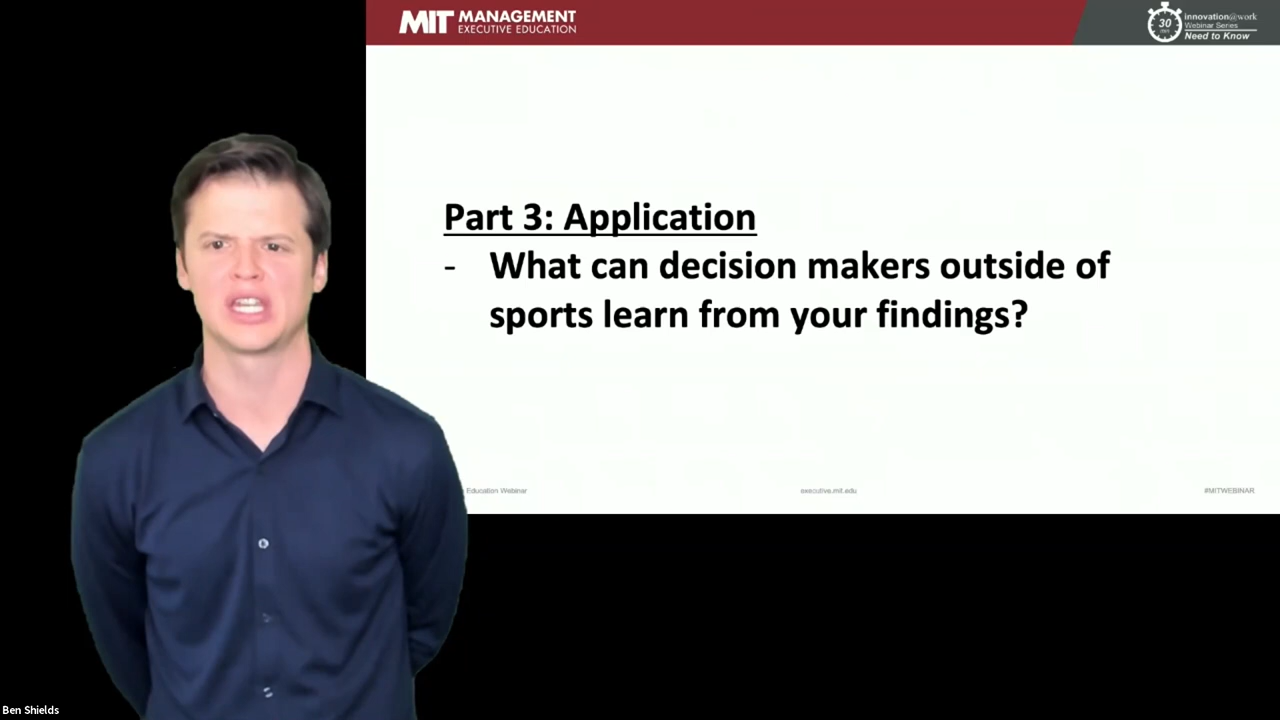 MIT MANAGEMENT
EXECUTIVE EDUCATION
30
innovation@work
Webinar Series
Need to Know
Part 3: Application
- What can decision makers outside of
sports learn from your findings?
Education Webinar
executive.mit.edu
#MITWEBINAR
Ben Shields